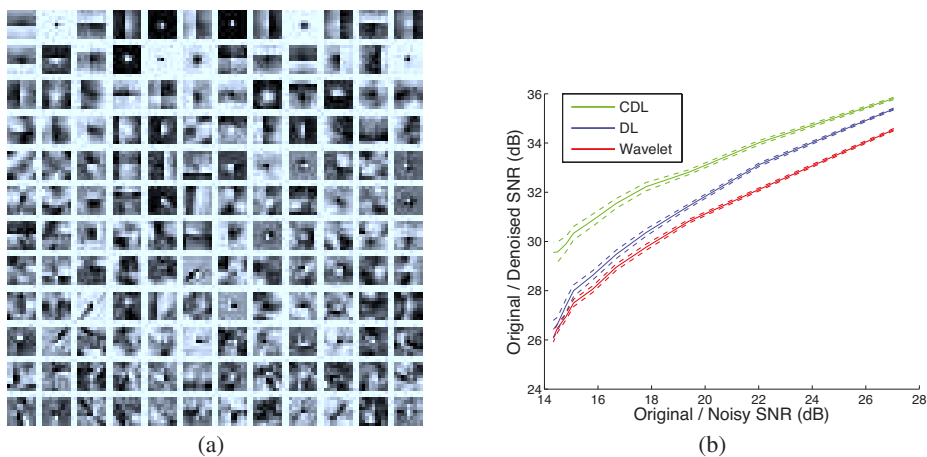 36
34
32
30
28
26
24
Original / Denoised SNR (dB)
CDL
DL
Wavelet
14 16 18 20 22 24 26 28
Original / Noisy SNR (dB)
(a)
(b)